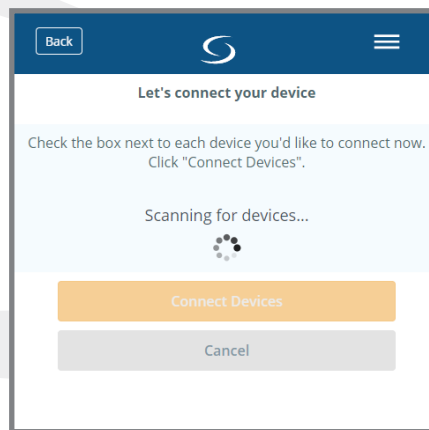 Back
Let's connect your device
Check the box next to each device you'd like to connect now.
Click "Connect Devices".
Scanning for devices...
Connect Devices
Cancel